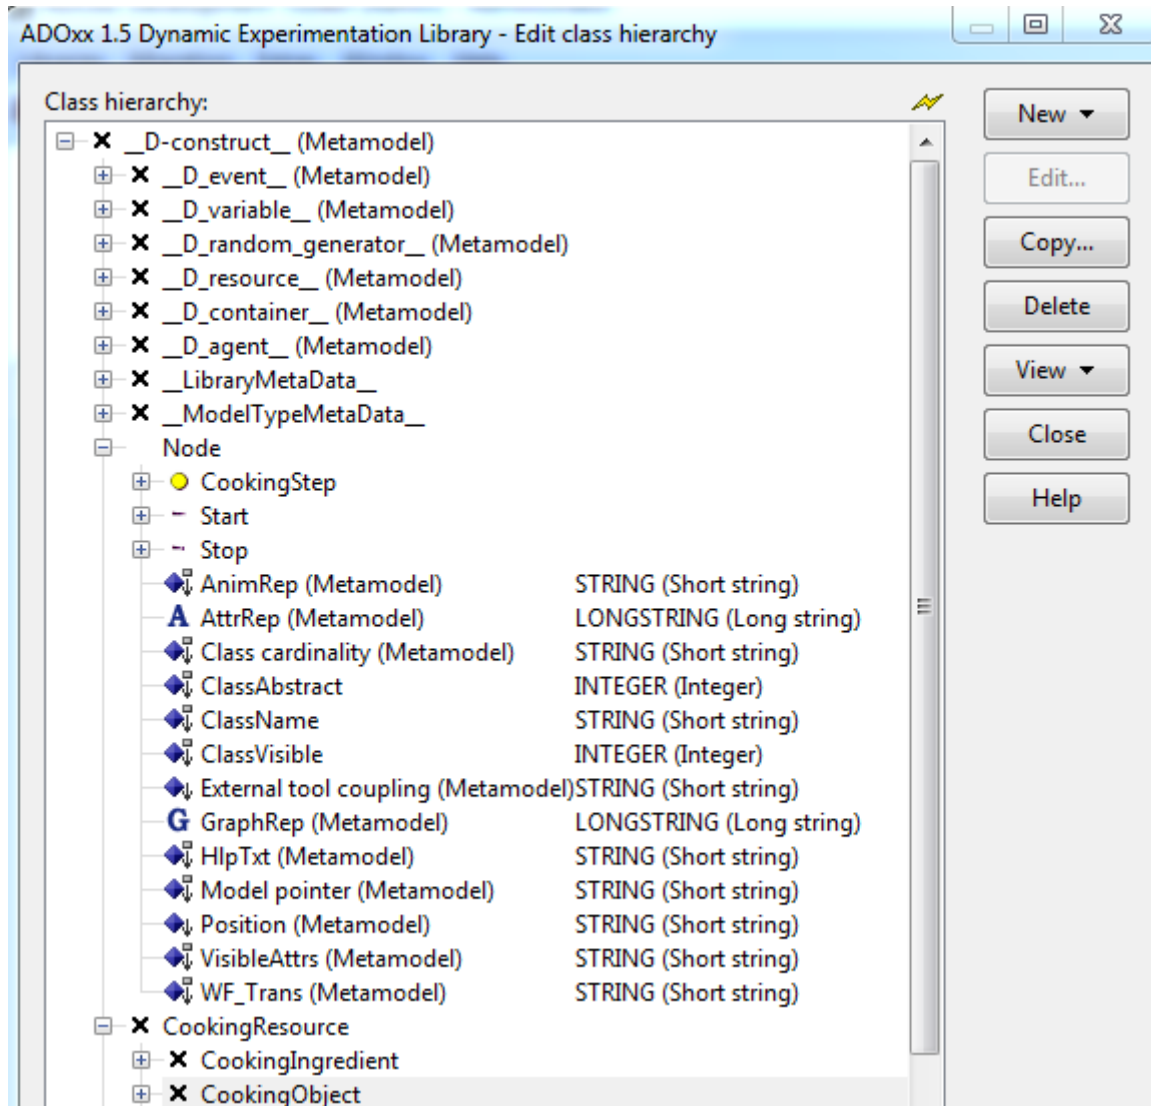 ADOxx 1.5 Dynamic Experimentation Library - Edit class hierarchy
Class hierarchy:
__D-construct__ (Metamodel)
__D_event__ (Metamodel)
__D_variable__ (Metamodel)
__D_random_generator__ (Metamodel)
__D_resource__ (Metamodel)
__D_container__ (Metamodel)
__D_agent__ (Metamodel)
__LibraryMetaData__
__ModelTypeMetaData__
Node
CookingStep
Start
Stop
AnimRep (Metamodel) STRING (Short string)
A AttrRep (Metamodel) LONGSTRING (Long string)
Class cardinality (Metamodel) STRING (Short string)
ClassAbstract INTEGER (Integer)
ClassName STRING (Short string)
ClassVisible INTEGER (Integer)
External tool coupling (Metamodel) STRING (Short string)
G GraphRep (Metamodel) LONGSTRING (Long string)
HlpTxt (Metamodel) STRING (Short string)
Model pointer (Metamodel) STRING (Short string)
Position (Metamodel) STRING (Short string)
VisibleAttrs (Metamodel) STRING (Short string)
WF_Trans (Metamodel) STRING (Short string)
CookingResource
CookingIngredient
CookingObject
New
Edit...
Copy...
Delete
View
Close
Help